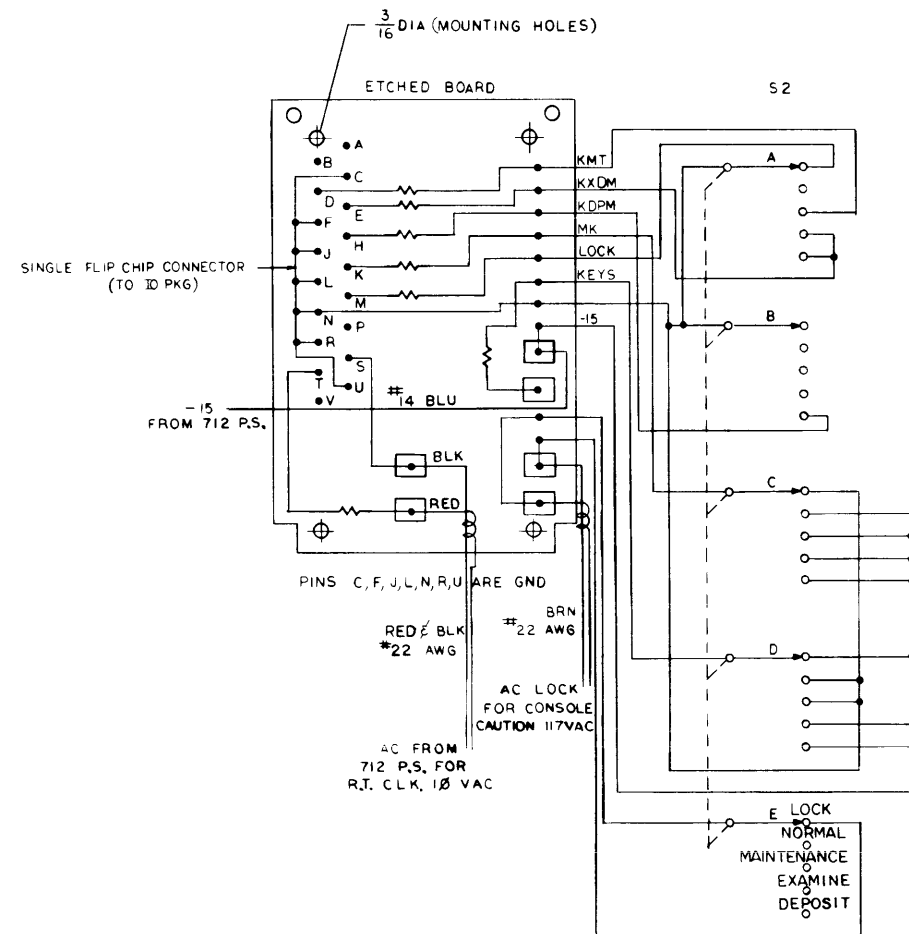 3/16 DIA (MOUNTING HOLES)
ETCHED BOARD
S2
A
B
C
D
E
F
H
J
K
L
M
N
P
R
S
T
U
V
KMT
KXDM
KDPM
MK
LOCK
KEYS
-15
SINGLE FLIP CHIP CONNECTOR
(TO IO PKG)
-15
FROM 712 P.S.
#14 BLU
BLK
RED
PINS C, F, J, L, N, R, U ARE GND
RED & BLK
#22 AWG
BRN
#22 AWG
AC LOCK
FOR CONSOLE
CAUTION 117VAC
AC FROM
712 P.S. FOR
R.T. CLK. 1Ø VAC
A
B
C
D
E
LOCK
NORMAL
MAINTENANCE
EXAMINE
DEPOSIT